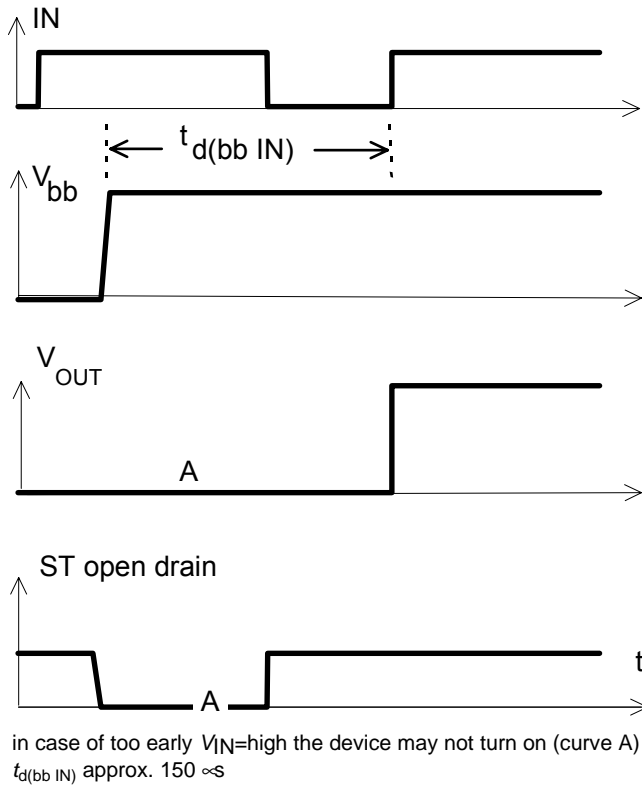 IN
t d(bb IN)
V bb
V OUT
A
ST open drain
t
A
in case of too early VIN=high the device may not turn on (curve A)
td(bb IN) approx. 150 ∝s